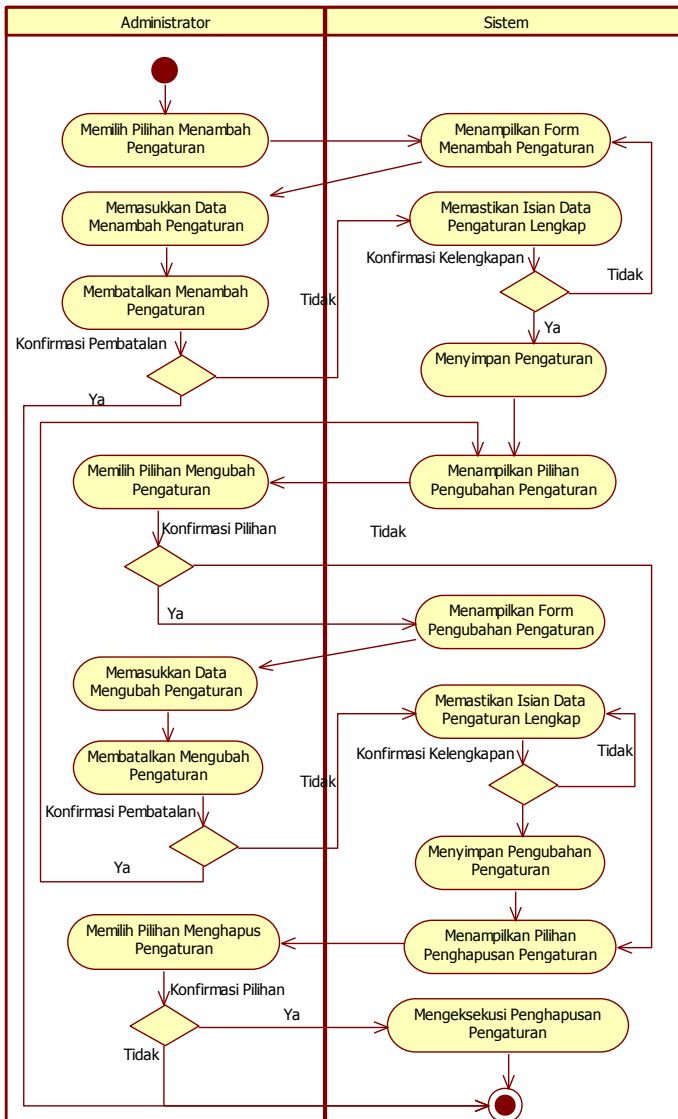 Administrator
Sistem
Memilih Pilihan Menambah
Pengaturan
Menampilkan Form
Menambah Pengaturan
Memasukkan Data
Menambah Pengaturan
Memastikan Isian Data
Pengaturan Lengkap
Konfirmasi Kelengkapan
Tidak
Membatalkan Menambah
Pengaturan
Tidak
Ya
Konfirmasi Pembatalan
Menyimpan Pengaturan
Ya
Memilih Pilihan Mengubah
Pengaturan
Menampilkan Pilihan
Pengubahan Pengaturan
Konfirmasi Pilihan
Tidak
Ya
Menampilkan Form
Pengubahan Pengaturan
Memasukkan Data
Mengubah Pengaturan
Memastikan Isian Data
Pengaturan Lengkap
Konfirmasi Kelengkapan
Tidak
Membatalkan Mengubah
Pengaturan
Tidak
Konfirmasi Pembatalan
Ya
Menyimpan Pengubahan
Pengaturan
Memilih Pilihan Menghapus
Pengaturan
Menampilkan Pilihan
Penghapusan Pengaturan
Konfirmasi Pilihan
Ya
Mengeksekusi Penghapusan
Pengaturan
Tidak